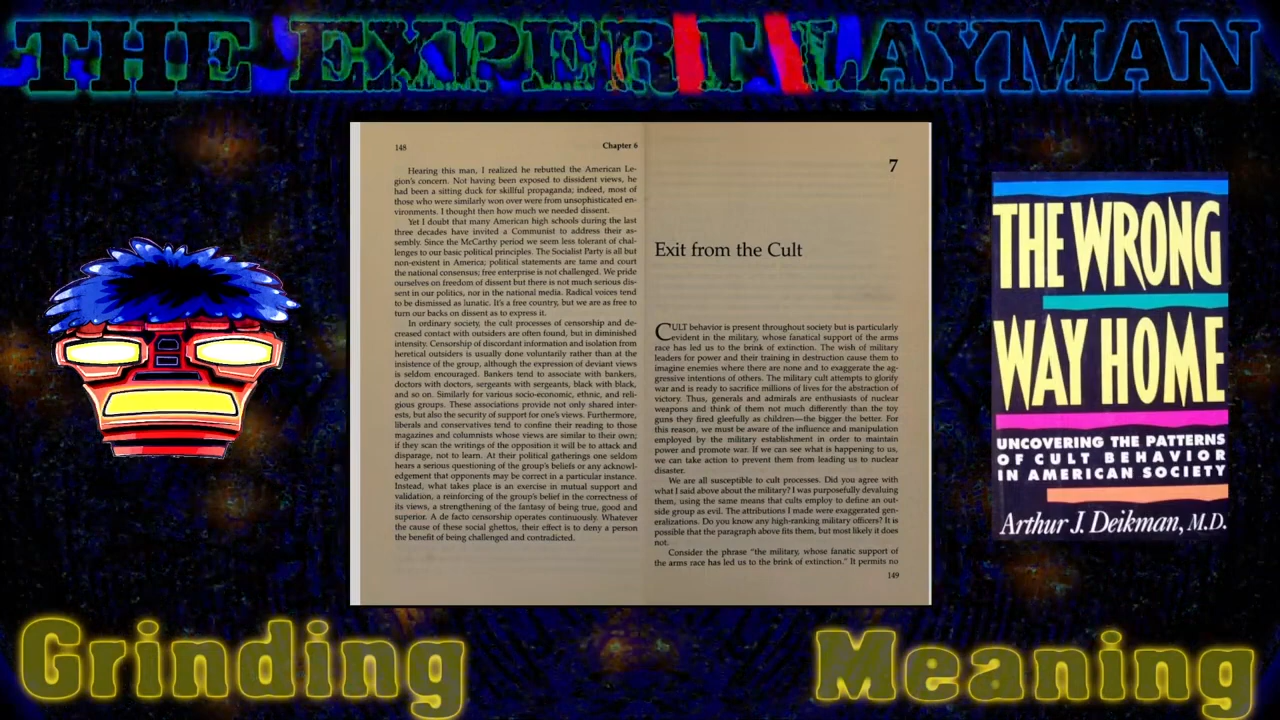 THE EXPERT LAYMAN
148
Chapter 6
Hearing this man, I realized he rebutted the American Le-
gion's concern. Not having been exposed to dissident views, he
had been a sitting duck for skillful propaganda; indeed, most of
those who were similarly won over were from unsophisticated en-
vironments. I thought then how much we needed dissent.
Yet I doubt that many American high schools during the last
three decades have invited a Communist to address their as-
sembly. Since the McCarthy period we seem less tolerant of chal-
lenges to our basic political principles. The Socialist Party is all but
non-existent in America; political statements are tame and court
the national consensus; free enterprise is not challenged. We pride
ourselves on freedom of dissent but there is not much serious dis-
sent in our politics, nor in the national media. Radical voices tend
to be dismissed as lunatic. It's a free country, but we are as free to
turn our backs on dissent as to express it.
In ordinary society, the cult processes of censorship and de-
creased contact with outsiders are often found, but in diminished
intensity. Censorship of discordant information and isolation from
heretical outsiders is usually done voluntarily rather than at the
insistence of the group, although the expression of deviant views
is seldom encouraged. Bankers tend to associate with bankers,
doctors with doctors, sergeants with sergeants, black with black,
and so on. Similarly for various socio-economic, ethnic, and reli-
gious groups. These associations provide not only shared inter-
ests, but also the security of support for one's views. Furthermore,
liberals and conservatives tend to confine their reading to those
magazines and columnists whose views are similar to their own;
if they scan the writings of the opposition it will be to attack and
disparage, not to learn. At their political gatherings one seldom
hears a serious questioning of the group's beliefs or any acknowl-
edgement that opponents may be correct in a particular instance.
Instead, what takes place is an exercise in mutual support and
validation, a reinforcing of the group's belief in the correctness of
its views, a strengthening of the fantasy of being true, good and
superior. A de facto censorship operates continuously. Whatever
the cause of these social ghettos, their effect is to deny a person
the benefit of being challenged and contradicted.
7
Exit from the Cult
CULT behavior is present throughout society but is particularly
evident in the military, whose fanatical support of the arms
race has led us to the brink of extinction. The wish of military
leaders for power and their training in destruction cause them to
imagine enemies where there are none and to exaggerate the ag-
gressive intentions of others. The military cult attempts to glorify
war and is ready to sacrifice millions of lives for the abstraction of
victory. Thus, generals and admirals are enthusiasts of nuclear
weapons and think of them not much differently than the toy
guns they fired gleefully as children—the bigger the better. For
this reason, we must be aware of the influence and manipulation
employed by the military establishment in order to maintain
power and promote war. If we can see what is happening to us,
we can take action to prevent them from leading us to nuclear
disaster.
We are all susceptible to cult processes. Did you agree with
what I said above about the military? I was purposefully devaluing
them, using the same means that cults employ to define an out-
side group as evil. The attributions I made were exaggerated gen-
eralizations. Do you know any high-ranking military officers? It is
possible that the paragraph above fits them, but most likely it does
not.
Consider the phrase "the military, whose fanatic support of
the arms race has led us to the brink of extinction." It permits no
149
THE WRONG
WAY HOME
UNCOVERING THE PATTERNS
OF CULT BEHAVIOR
IN AMERICAN SOCIETY
Arthur J. Deikman, M.D.
Grinding
Meaning